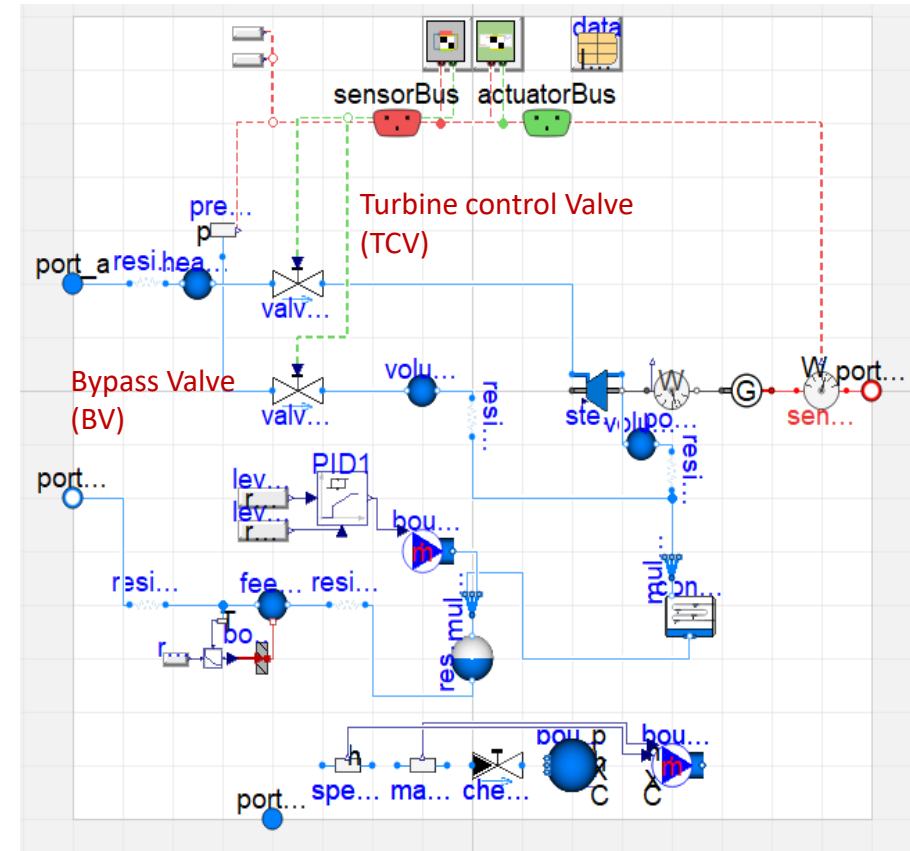 data
sensorBus
actuatorBus
Turbine control Valve
(TCV)
pre...
p
port_a
resi...
hea...
valv...
Bypass Valve
(BV)
volu...
resi...
valv...
W
G
W
port...
ste...
volu...
po...
sen...
resi...
port...
PID1
lev...
r...
lev...
r...
bou...
m
...
...
mul...
con...
resi...
fee...
resi...
T
bo...
r...
mul...
res...
bou...
p
h
X
C
bou...
m
h
X
C
h
spe...
ma...
che...
port...